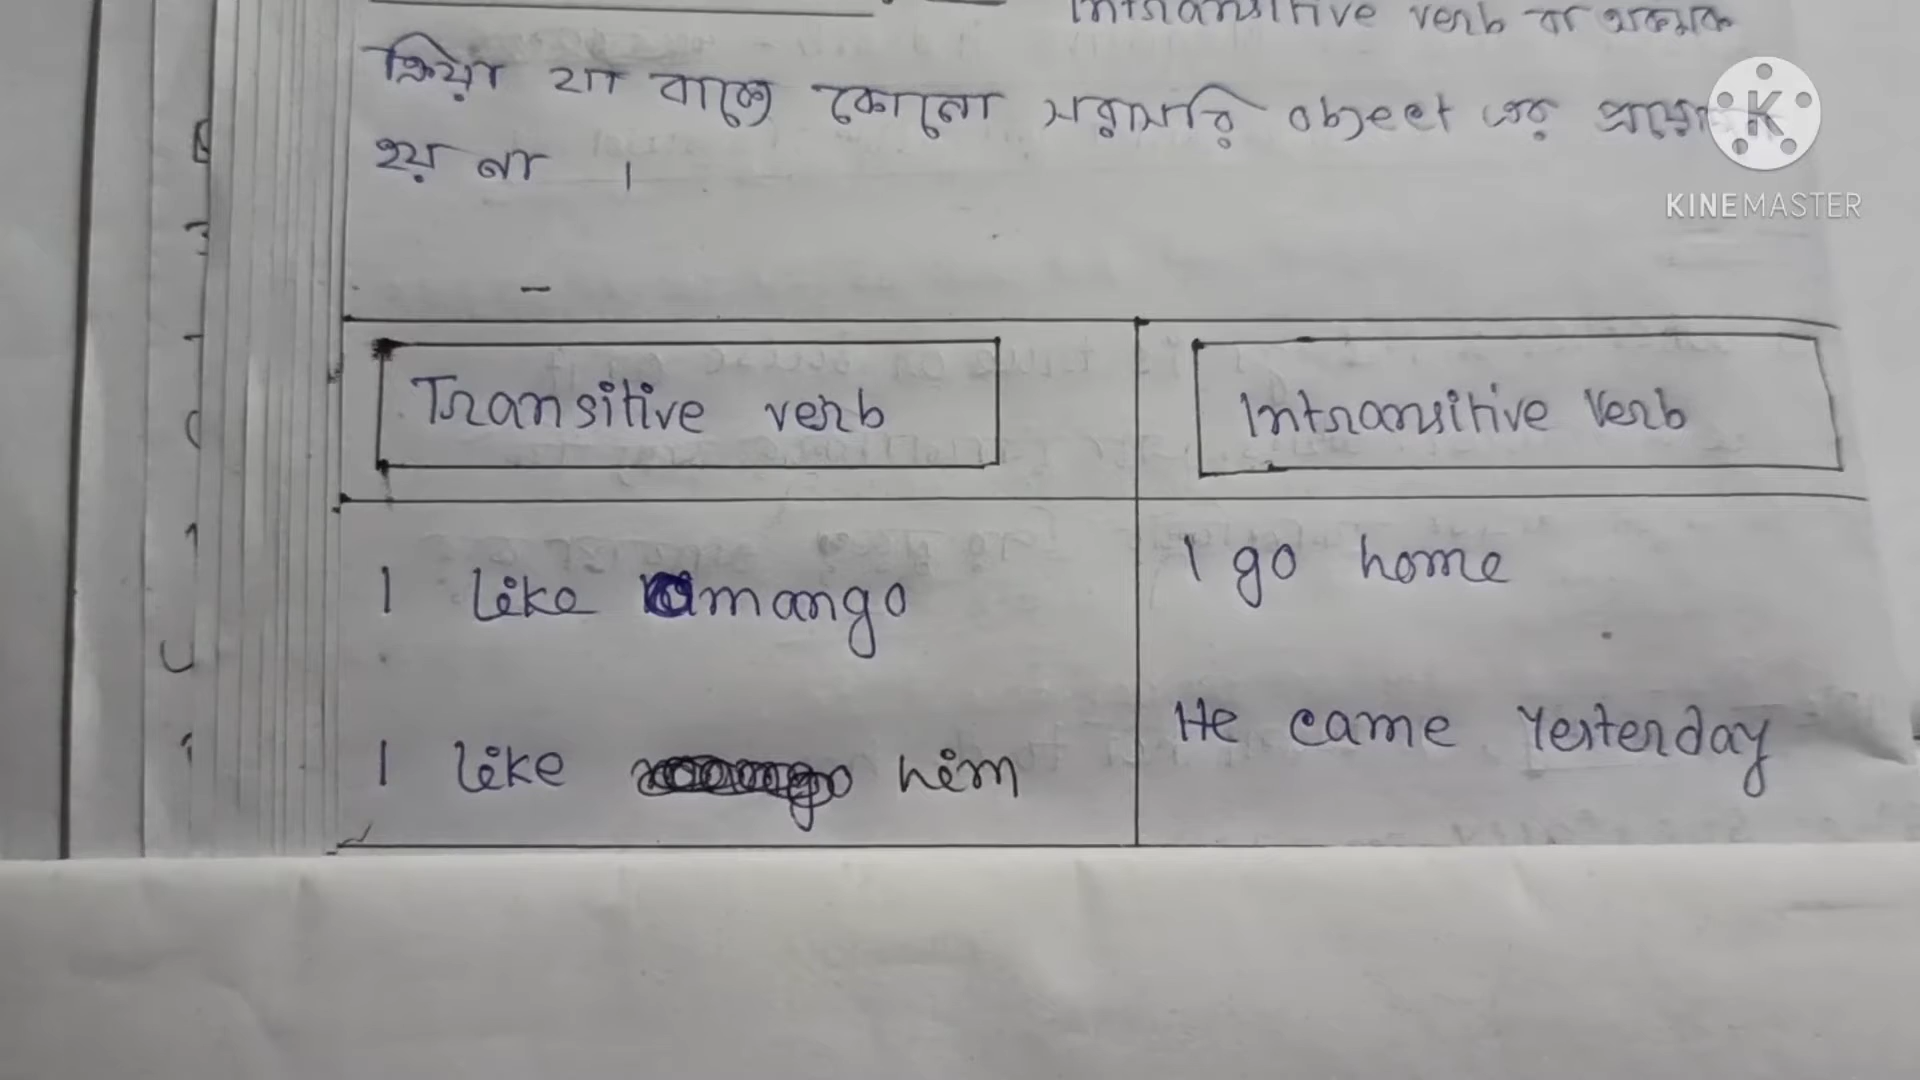 Intransitive verb বা অকর্মক
ক্রিয়া যা বাক্যে কোনো সরাসরি object এর
হয় না ।
KINEMASTER
Transitive verb
Intransitive Verb
I like mango
I go home
I like him
He came Yesterday